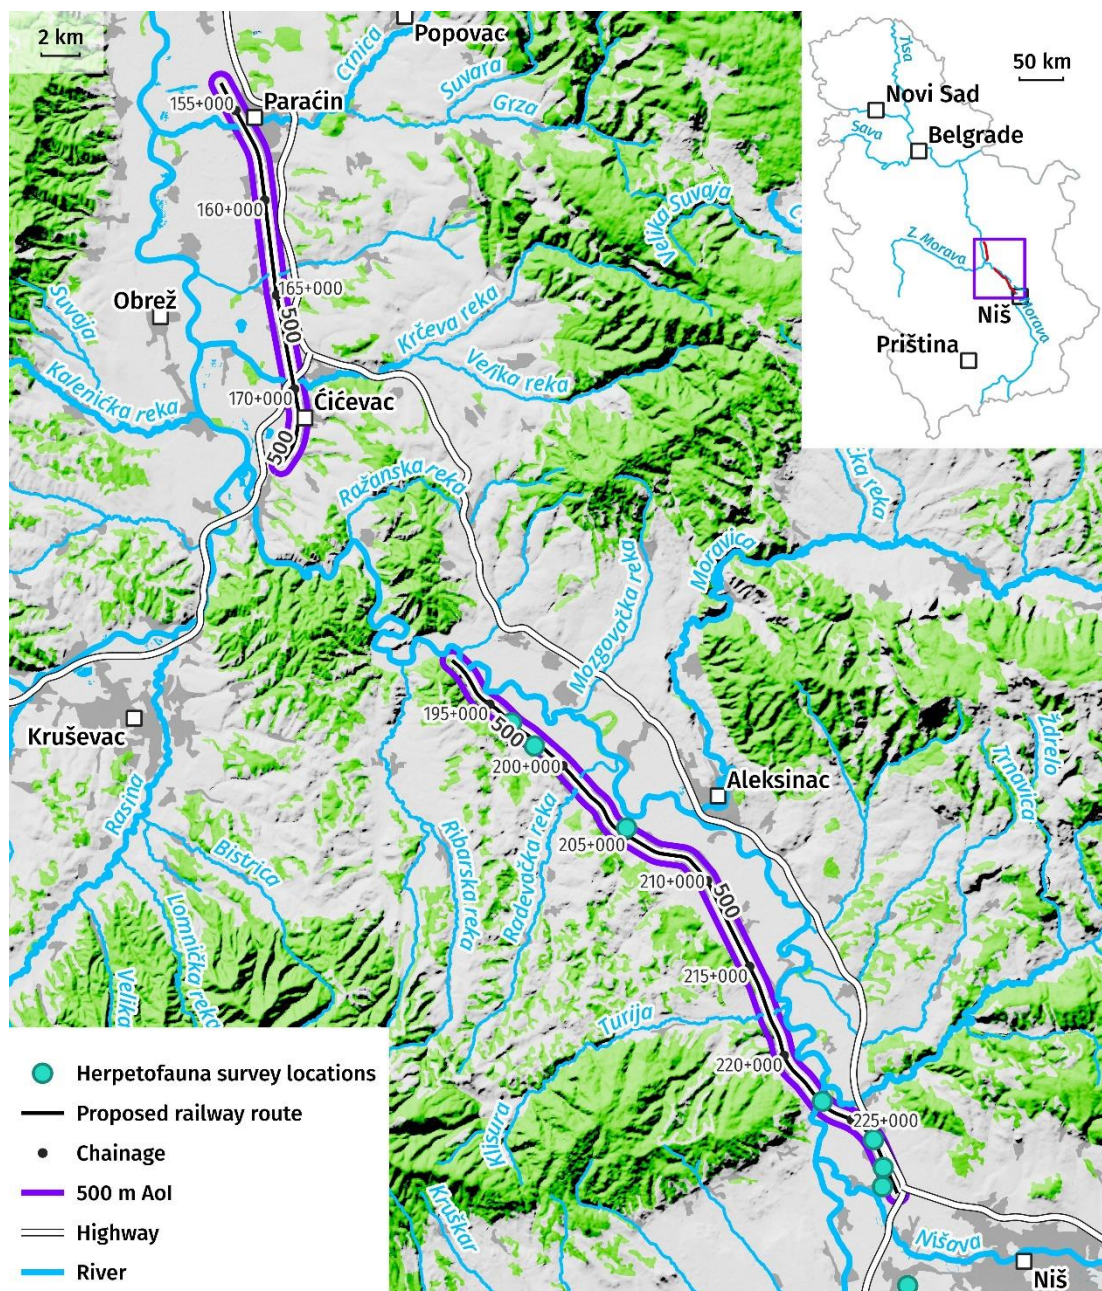 2 km
Popovac
Crnica
Suvara
Grza
155+000
Paraćin
160+000
Velika Suvaja
165+000
Obrež
Suvaja
500
Krčeva reka
Velika reka
Kalenička reka
170+000
Ćićevac
500
Ražanska reka
Moravica
Mozgovačka reka
195+000
500
200+000
Kruševac
Rasina
Aleksinac
Ždrelo
Trnavica
205+000
210+000
500
Bistrica
Ribarska reka
Radevačka reka
Lomnička reka
Velika
215+000
Turija
220+000
225+000
Klisura
Kruškar
Nišava
Niš
50 km
Tisa
Novi Sad
Sava
Belgrade
Z. Morava
Niš
Morava
Priština
Herpetofauna survey locations
Proposed railway route
Chainage
500 m AoI
Highway
River